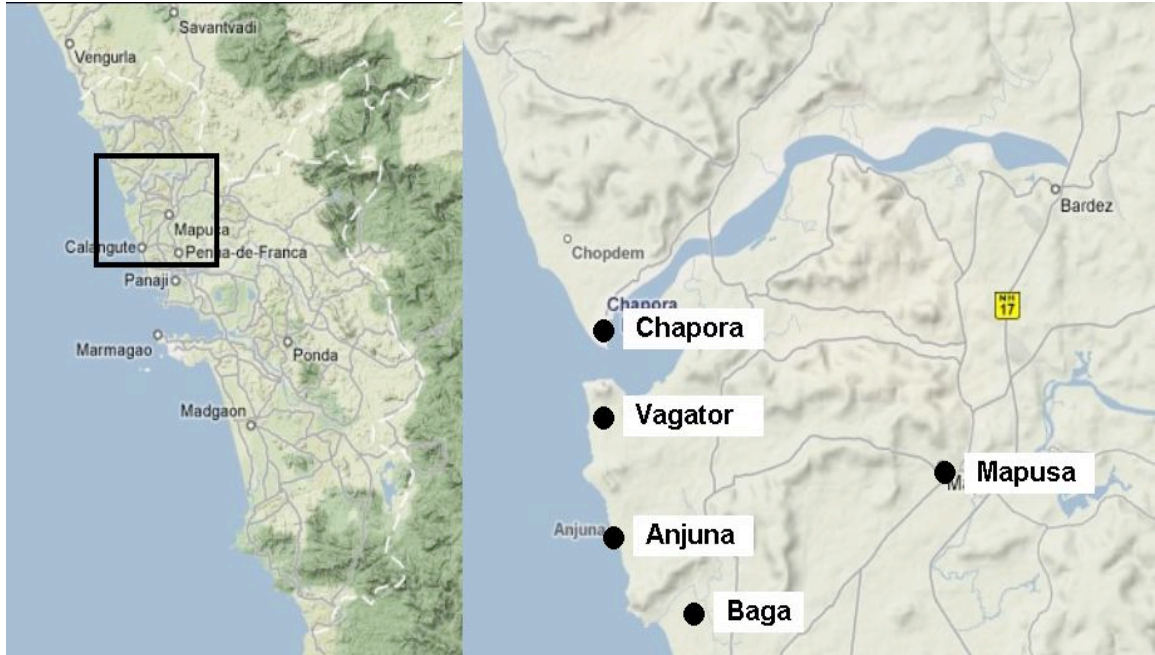 Savantvadi
Vengurla
Mapuca
Calangute
Penha-de-Franca
Panaji
Marmagao
Ponda
Madgaon
Bardez
Chopdem
NH
17
Chapora
Chapora
Vagator
Mapusa
Ma
Anjuna
Anjuna
Baga